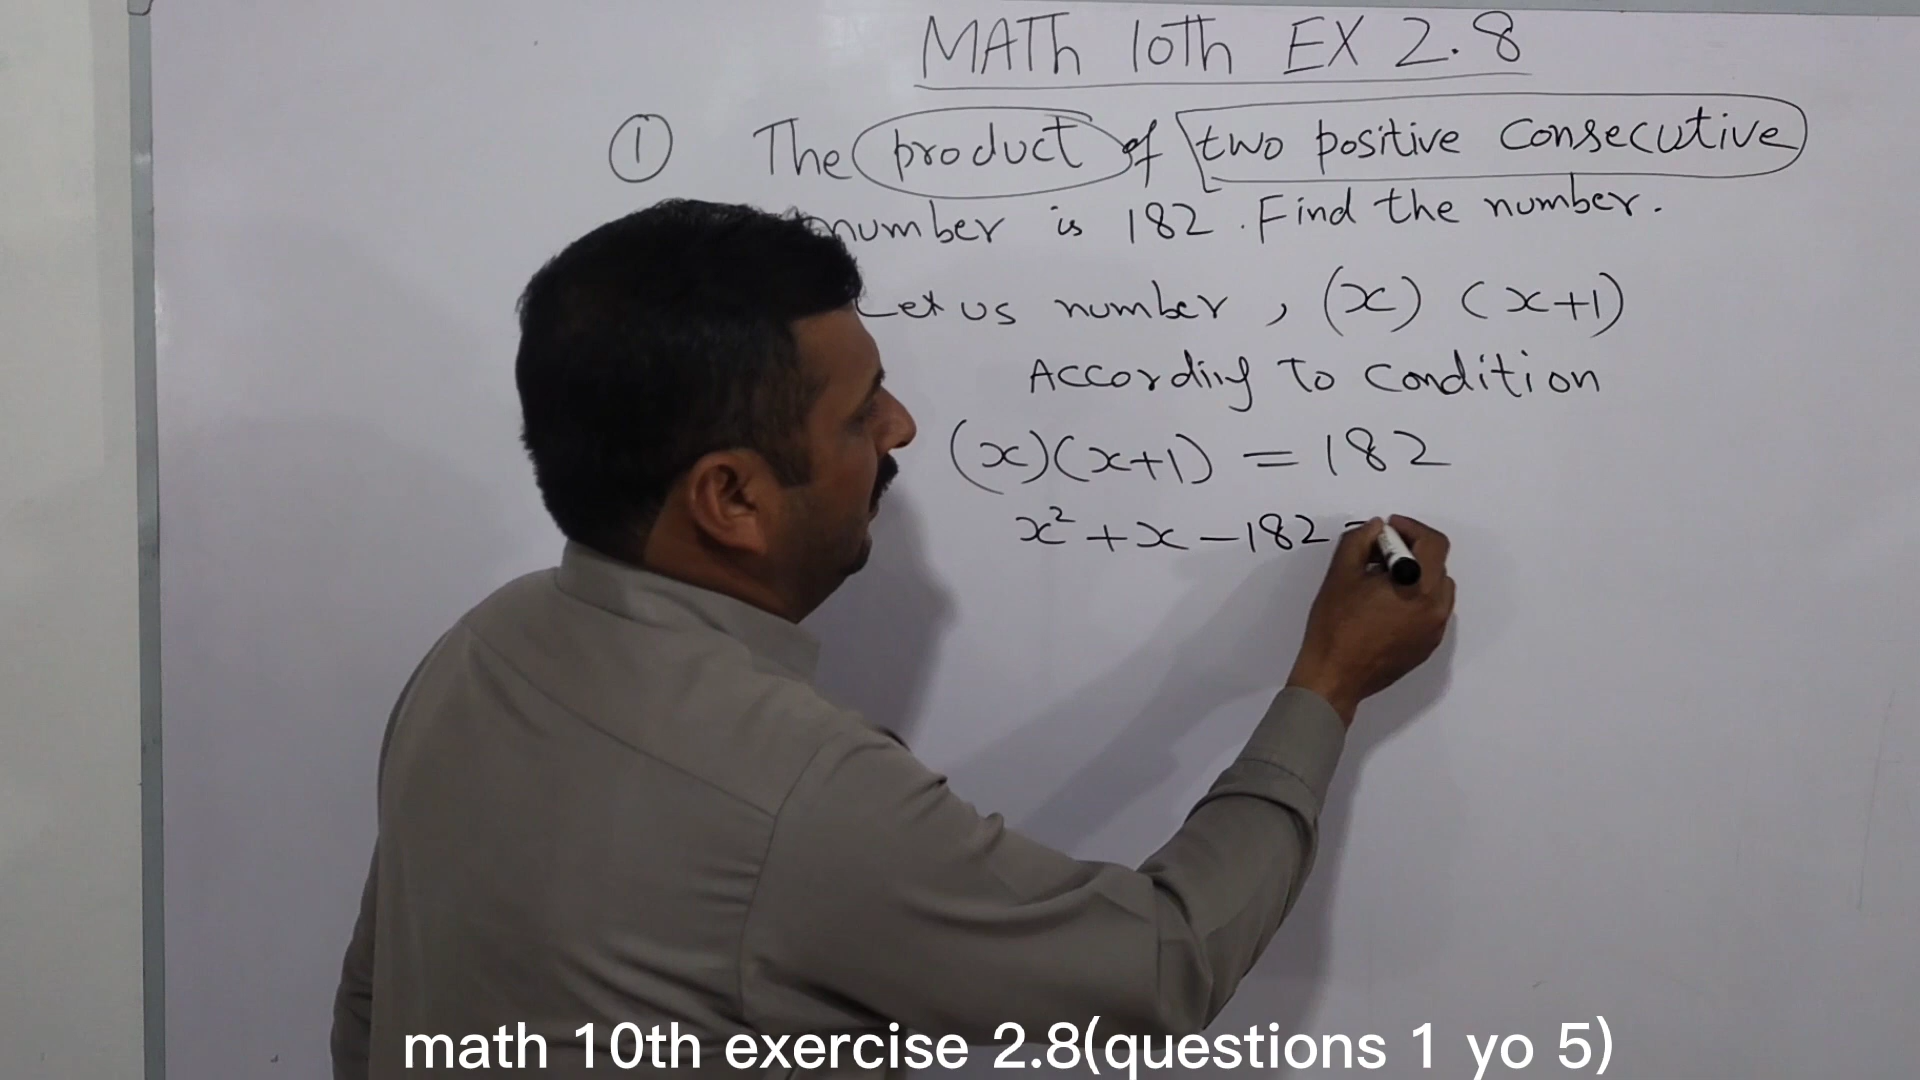 MATh 10th EX 2.8
① The product of two positive Consecutive
number is 182. Find the number.
Let us number, (x) (x+1)
According to condition
(x)(x+1) = 182
x² + x - 182 =
math 10th exercise 2.8(questions 1 yo 5)